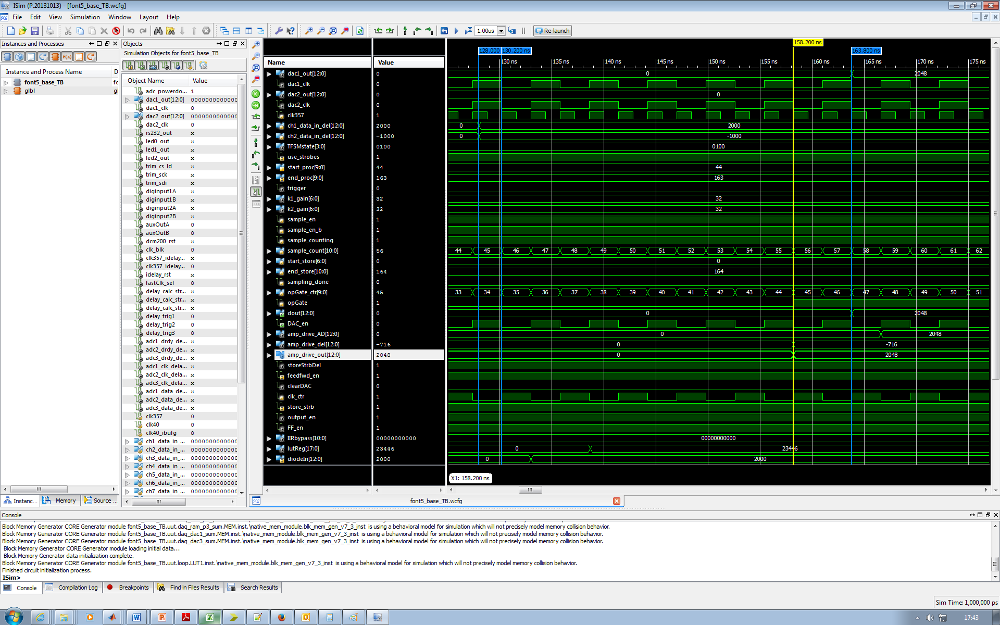 ISim (P.20131013) - [font5_base_TB.wcfg]
File Edit View Simulation Window Layout Help
1.00us Re-launch
Instances and Processes
Instance and Process Name D
font5_base_TB fc
glbl gl
Instanc... Memory Source ...
Objects
Simulation Objects for font5_base_TB
Object Name Value
adc_powerdo... 1
dac1_out[12:0] 0000000000000
dac1_clk 0
dac2_out[12:0] 0000000000000
dac2_clk 0
rs232_out x
led0_out x
led1_out x
led2_out x
trim_cs_ld x
trim_sck x
trim_sdi x
diginput1A x
diginput1B x
diginput2A x
diginput2B x
auxOutA 0
auxOutB 0
dcm200_rst x
clk_blk x
clk357_idelay... x
clk357_idelay... 0
idelay_rst x
fastClk_sel 0
delay_calc_str... x
delay_calc_str... x
delay_calc_str... x
delay_trig1 0
delay_trig2 0
delay_trig3 0
adc1_drdy_de... x
adc2_drdy_de... x
adc3_drdy_de... x
adc1_clk_dela... x
adc2_clk_dela... x
adc3_clk_dela... x
adc1_data_de... x
adc2_data_de... x
adc3_data_de... x
clk357 0
clk40 0
clk40_ibufg 0
ch1_data_in_... 0000000000000
ch2_data_in_... 0000000000000
ch3_data_in_... 0000000000000
ch4_data_in_... 0000000000000
ch5_data_in_... 0000000000000
ch6_data_in_... 0000000000000
ch7_data_in_... 0000000000000
158.200 ns
128.000 130.200 ns 163.800 ns
Name Value 130 ns 135 ns 140 ns 145 ns 150 ns 155 ns 160 ns 165 ns 170 ns 175 ns
dac1_out[12:0] 0 0 2048
dac1_clk 0
dac2_out[12:0] 0 0
dac2_clk 0
clk357 1
ch1_data_in_del[12:0] 2000 0 2000
ch2_data_in_del[12:0] -1000 0 -1000
TFSMstate[3:0] 0100 0100
use_strobes 1
start_proc[9:0] 44 44
end_proc[9:0] 163 163
trigger 0
k1_gain[6:0] 32 32
k2_gain[6:0] 32 32
sample_en 1
sample_en_b 1
sample_counting 1
sample_count[10:0] 56 44 45 46 47 48 49 50 51 52 53 54 55 56 57 58 59 60 61 62
start_store[6:0] 0 0
end_store[10:0] 164 164
sampling_done 0
opGate_ctr[9:0] 45 33 34 35 36 37 38 39 40 41 42 43 44 45 46 47 48 49 50 51
opGate 1
dout[12:0] 0 0 2048
DAC_en 0
amp_drive_AD[12:0] 0 0 2048
amp_drive_del[12:0] -716 0 -716
amp_drive_out[12:0] 2048 0 2048
storeStrbDel 1
feedfwd_en 1
clearDAC 0
clk_ctr 1
store_strb 1
output_en 1
FF_en 1
IIRbypass[10:0] 00000000000 00000000000
lutReg[17:0] 23446 0 23446
diodeIn[12:0] 2000 0 2000
X1: 158.200 ns
font5_base_TB.wcfg
Console
Block Memory Generator CORE Generator module font5_base_TB.uut.daq_ram_p3_sum.MEM.inst.\native_mem_module.blk_mem_gen_v7_3_inst is using a behavioral model for simulation which will not precisely model memory collision behavior.
Block Memory Generator CORE Generator module font5_base_TB.uut.daq_dac1_sum.MEM.inst.\native_mem_module.blk_mem_gen_v7_3_inst is using a behavioral model for simulation which will not precisely model memory collision behavior.
Block Memory Generator CORE Generator module font5_base_TB.uut.daq_dac3_sum.MEM.inst.\native_mem_module.blk_mem_gen_v7_3_inst is using a behavioral model for simulation which will not precisely model memory collision behavior.
Block Memory Generator CORE Generator module loading initial data...
Block Memory Generator data initialization complete.
Block Memory Generator CORE Generator module font5_base_TB.uut.loop.LUT1.inst.\native_mem_module.blk_mem_gen_v7_3_inst is using a behavioral model for simulation which will not precisely model memory collision behavior.
Finished circuit initialization process.
ISim>
Console Compilation Log Breakpoints Find in Files Results Search Results
Sim Time: 1,000,000 ps
17:43